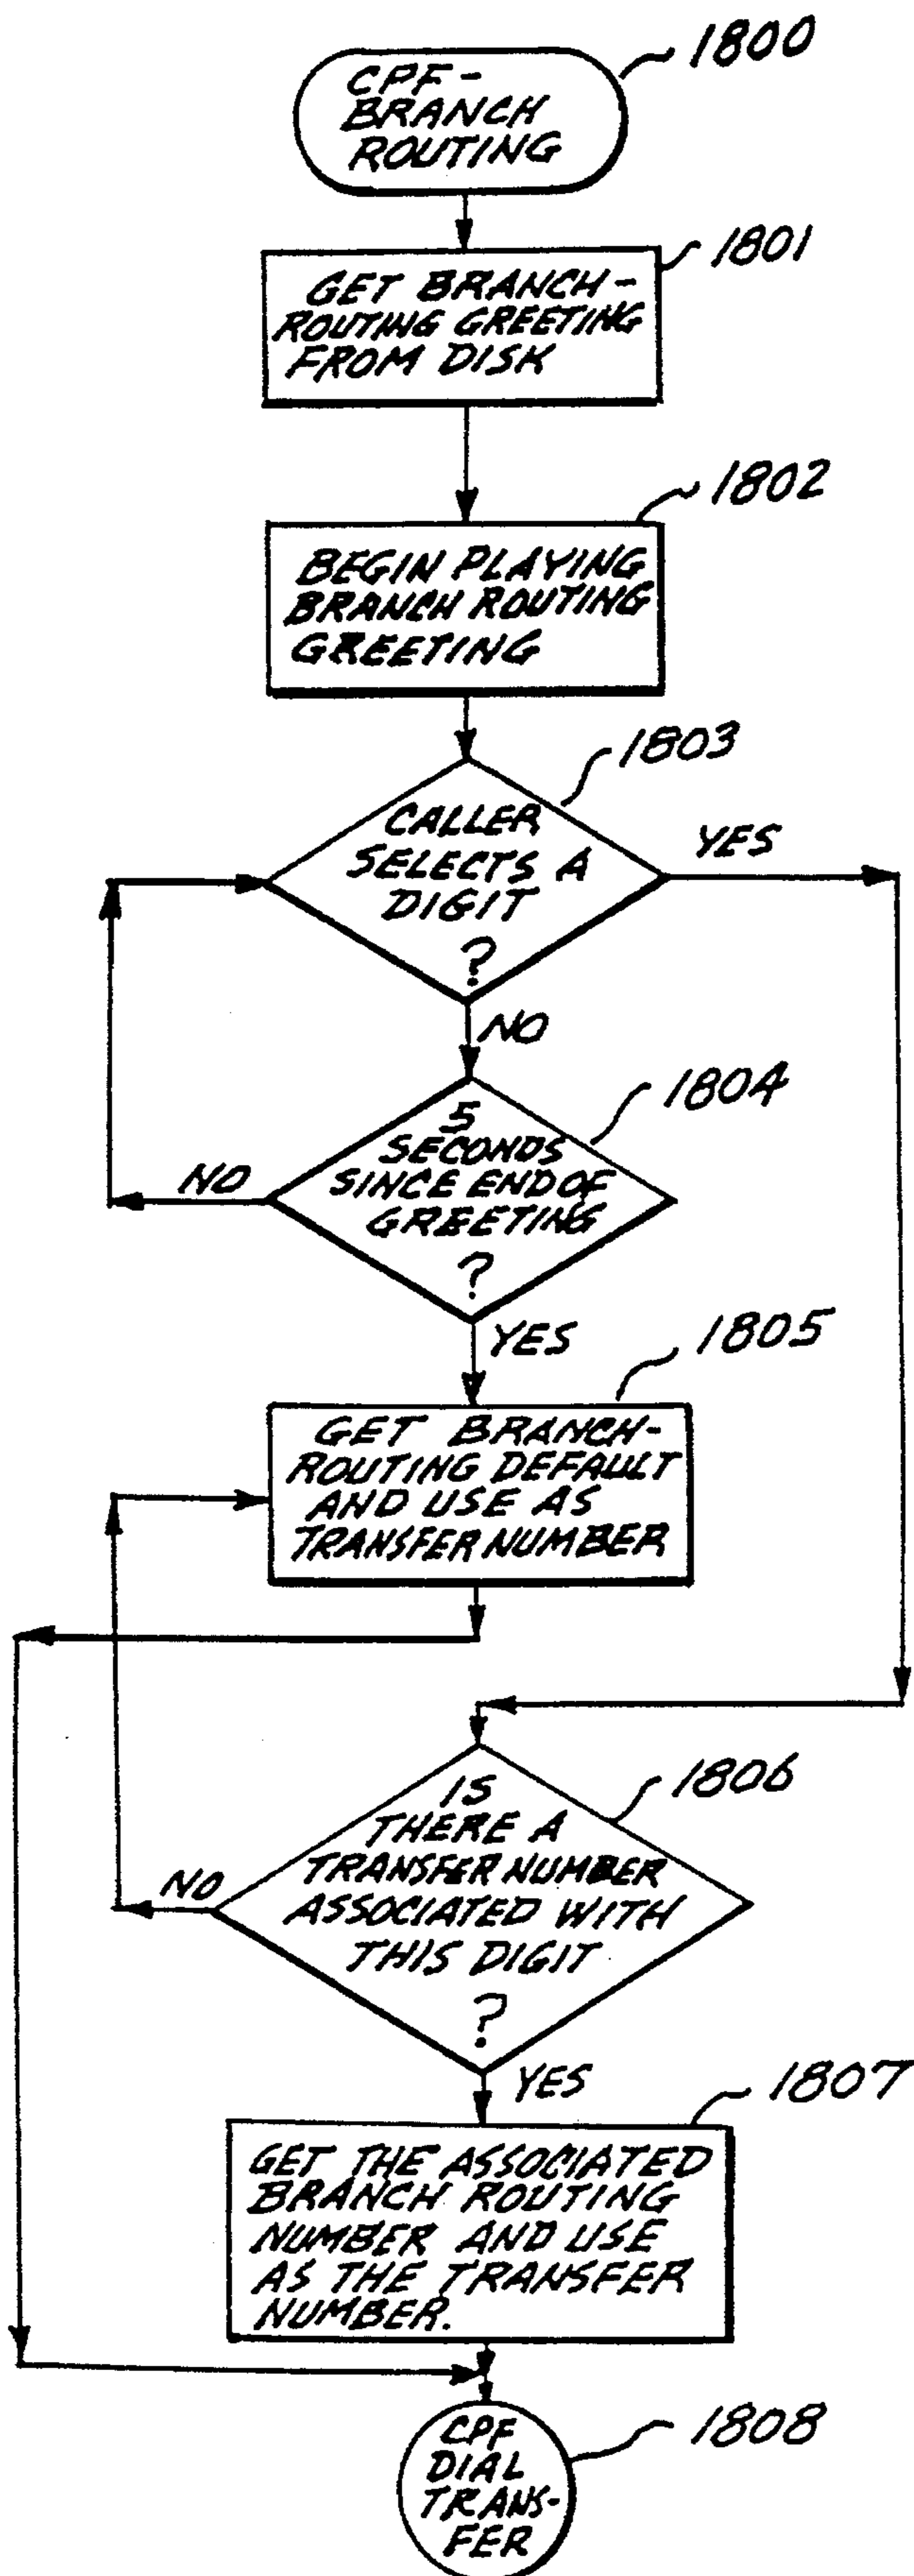 1800
CPF-
BRANCH
ROUTING
1801
GET BRANCH-
ROUTING GREETING
FROM DISK
1802
BEGIN PLAYING
BRANCH ROUTING
GREETING
1803
CALLER
SELECTS A
DIGIT
?
YES
NO
1804
5
SECONDS
SINCE END OF
GREETING
?
NO
YES
1805
GET BRANCH-
ROUTING DEFAULT
AND USE AS
TRANSFER NUMBER
1806
IS
THERE A
TRANSFER NUMBER
ASSOCIATED WITH
THIS DIGIT
?
NO
YES
1807
GET THE ASSOCIATED
BRANCH ROUTING
NUMBER AND USE
AS THE TRANSFER
NUMBER.
1808
CPF
DIAL
TRANS-
FER